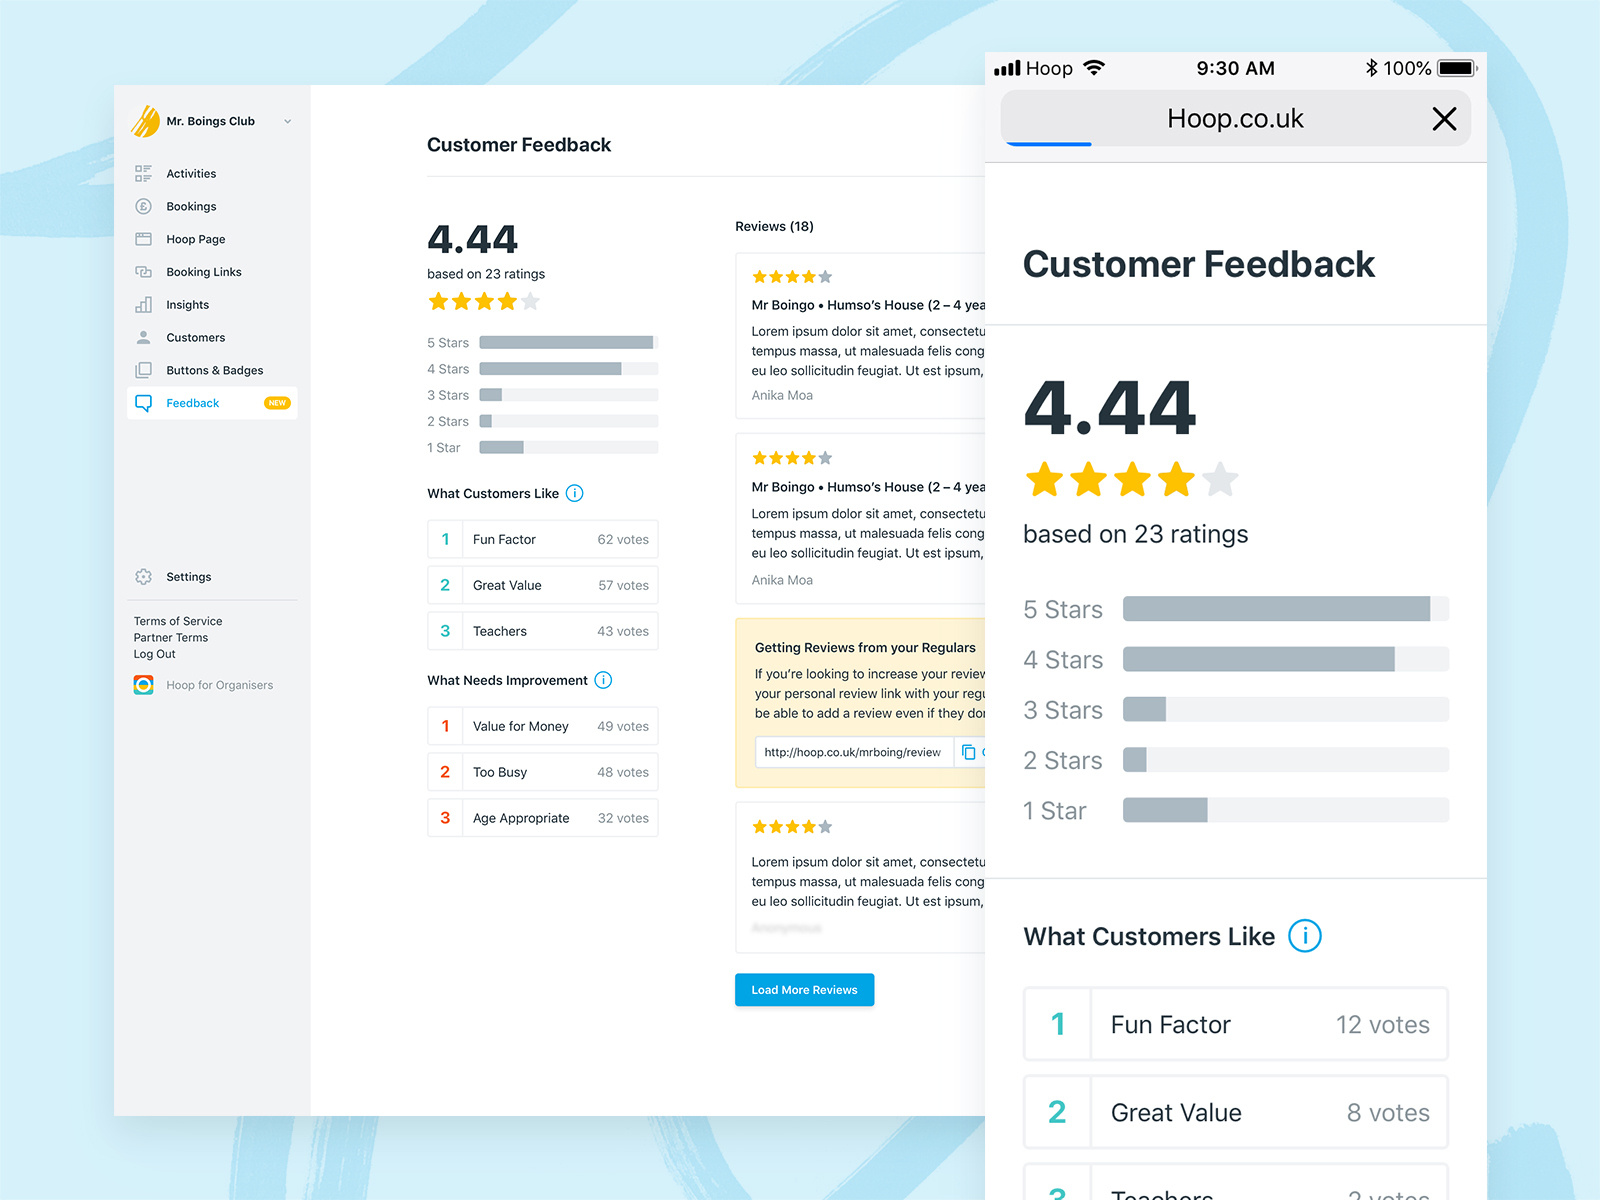 Mr. Boings Club
Activities
Bookings
Hoop Page
Booking Links
Insights
Customers
Buttons & Badges
Feedback
NEW
Settings
Terms of Service
Partner Terms
Log Out
Hoop for Organisers
Customer Feedback
4.44
based on 23 ratings
5 Stars
4 Stars
3 Stars
2 Stars
1 Star
What Customers Like
1 Fun Factor 62 votes
2 Great Value 57 votes
3 Teachers 43 votes
What Needs Improvement
1 Value for Money 49 votes
2 Too Busy 48 votes
3 Age Appropriate 32 votes
Reviews (18)
Mr Boingo • Humso’s House (2 – 4 yea
Lorem ipsum dolor sit amet, consectetu
tempus massa, ut malesuada felis cong
eu leo sollicitudin feugiat. Ut est ipsum,
Anika Moa
Mr Boingo • Humso’s House (2 – 4 yea
Lorem ipsum dolor sit amet, consectetu
tempus massa, ut malesuada felis cong
eu leo sollicitudin feugiat. Ut est ipsum,
Anika Moa
Getting Reviews from your Regulars
If you’re looking to increase your review
your personal review link with your regu
be able to add a review even if they don
http://hoop.co.uk/mrboing/review
Lorem ipsum dolor sit amet, consectetu
tempus massa, ut malesuada felis cong
eu leo sollicitudin feugiat. Ut est ipsum,
Anonymous
Load More Reviews
Hoop 9:30 AM 100%
Hoop.co.uk
Customer Feedback
4.44
based on 23 ratings
5 Stars
4 Stars
3 Stars
2 Stars
1 Star
What Customers Like
1 Fun Factor 12 votes
2 Great Value 8 votes
3 Teachers 2 votes